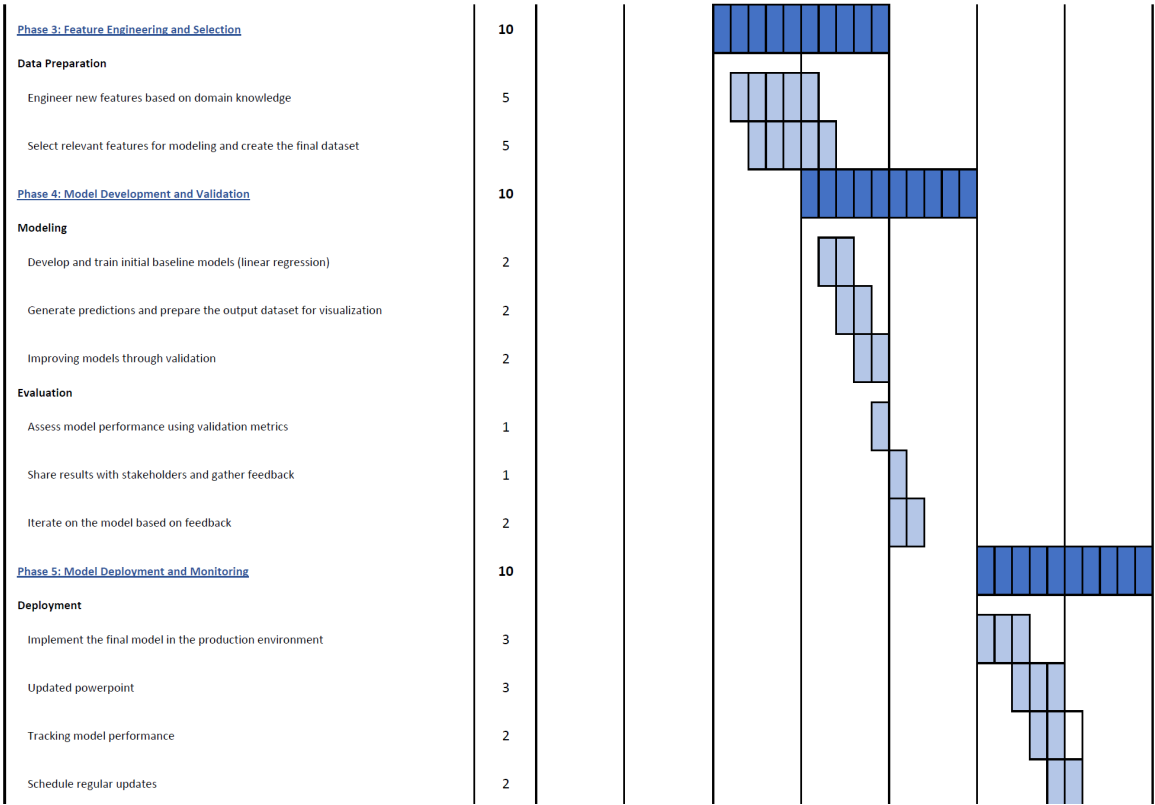 Phase 3: Feature Engineering and Selection 10
Data Preparation
Engineer new features based on domain knowledge 5
Select relevant features for modeling and create the final dataset 5
Phase 4: Model Development and Validation 10
Modeling
Develop and train initial baseline models (linear regression) 2
Generate predictions and prepare the output dataset for visualization 2
Improving models through validation 2
Evaluation
Assess model performance using validation metrics 1
Share results with stakeholders and gather feedback 1
Iterate on the model based on feedback 2
Phase 5: Model Deployment and Monitoring 10
Deployment
Implement the final model in the production environment 3
Updated powerpoint 3
Tracking model performance 2
Schedule regular updates 2